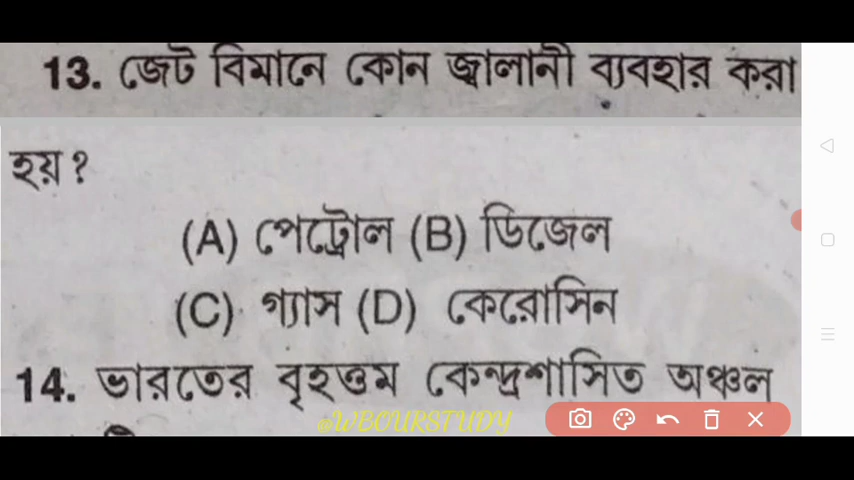 13. জেট বিমানে কোন জ্বালানী ব্যবহার করা
হয়?
(A) পেট্রোল (B) ডিজেল
(C) গ্যাস (D) কেরোসিন
14. ভারতের বৃহত্তম কেন্দ্রশাসিত অঞ্চল
@WBOURSTUDY